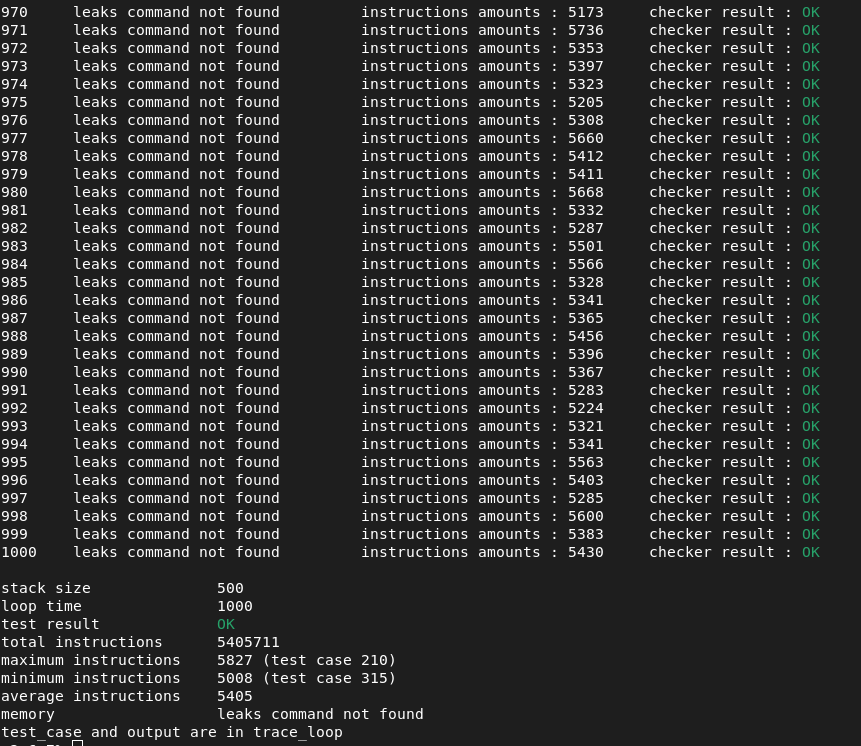 970 leaks command not found instructions amounts : 5173 checker result : OK
971 leaks command not found instructions amounts : 5736 checker result : OK
972 leaks command not found instructions amounts : 5353 checker result : OK
973 leaks command not found instructions amounts : 5397 checker result : OK
974 leaks command not found instructions amounts : 5323 checker result : OK
975 leaks command not found instructions amounts : 5205 checker result : OK
976 leaks command not found instructions amounts : 5308 checker result : OK
977 leaks command not found instructions amounts : 5660 checker result : OK
978 leaks command not found instructions amounts : 5412 checker result : OK
979 leaks command not found instructions amounts : 5411 checker result : OK
980 leaks command not found instructions amounts : 5668 checker result : OK
981 leaks command not found instructions amounts : 5332 checker result : OK
982 leaks command not found instructions amounts : 5287 checker result : OK
983 leaks command not found instructions amounts : 5501 checker result : OK
984 leaks command not found instructions amounts : 5566 checker result : OK
985 leaks command not found instructions amounts : 5328 checker result : OK
986 leaks command not found instructions amounts : 5341 checker result : OK
987 leaks command not found instructions amounts : 5365 checker result : OK
988 leaks command not found instructions amounts : 5456 checker result : OK
989 leaks command not found instructions amounts : 5396 checker result : OK
990 leaks command not found instructions amounts : 5367 checker result : OK
991 leaks command not found instructions amounts : 5283 checker result : OK
992 leaks command not found instructions amounts : 5224 checker result : OK
993 leaks command not found instructions amounts : 5321 checker result : OK
994 leaks command not found instructions amounts : 5341 checker result : OK
995 leaks command not found instructions amounts : 5563 checker result : OK
996 leaks command not found instructions amounts : 5403 checker result : OK
997 leaks command not found instructions amounts : 5285 checker result : OK
998 leaks command not found instructions amounts : 5600 checker result : OK
999 leaks command not found instructions amounts : 5383 checker result : OK
1000 leaks command not found instructions amounts : 5430 checker result : OK
stack size 500
loop time 1000
test result OK
total instructions 5405711
maximum instructions 5827 (test case 210)
minimum instructions 5008 (test case 315)
average instructions 5405
memory leaks command not found
test_case and output are in trace_loop